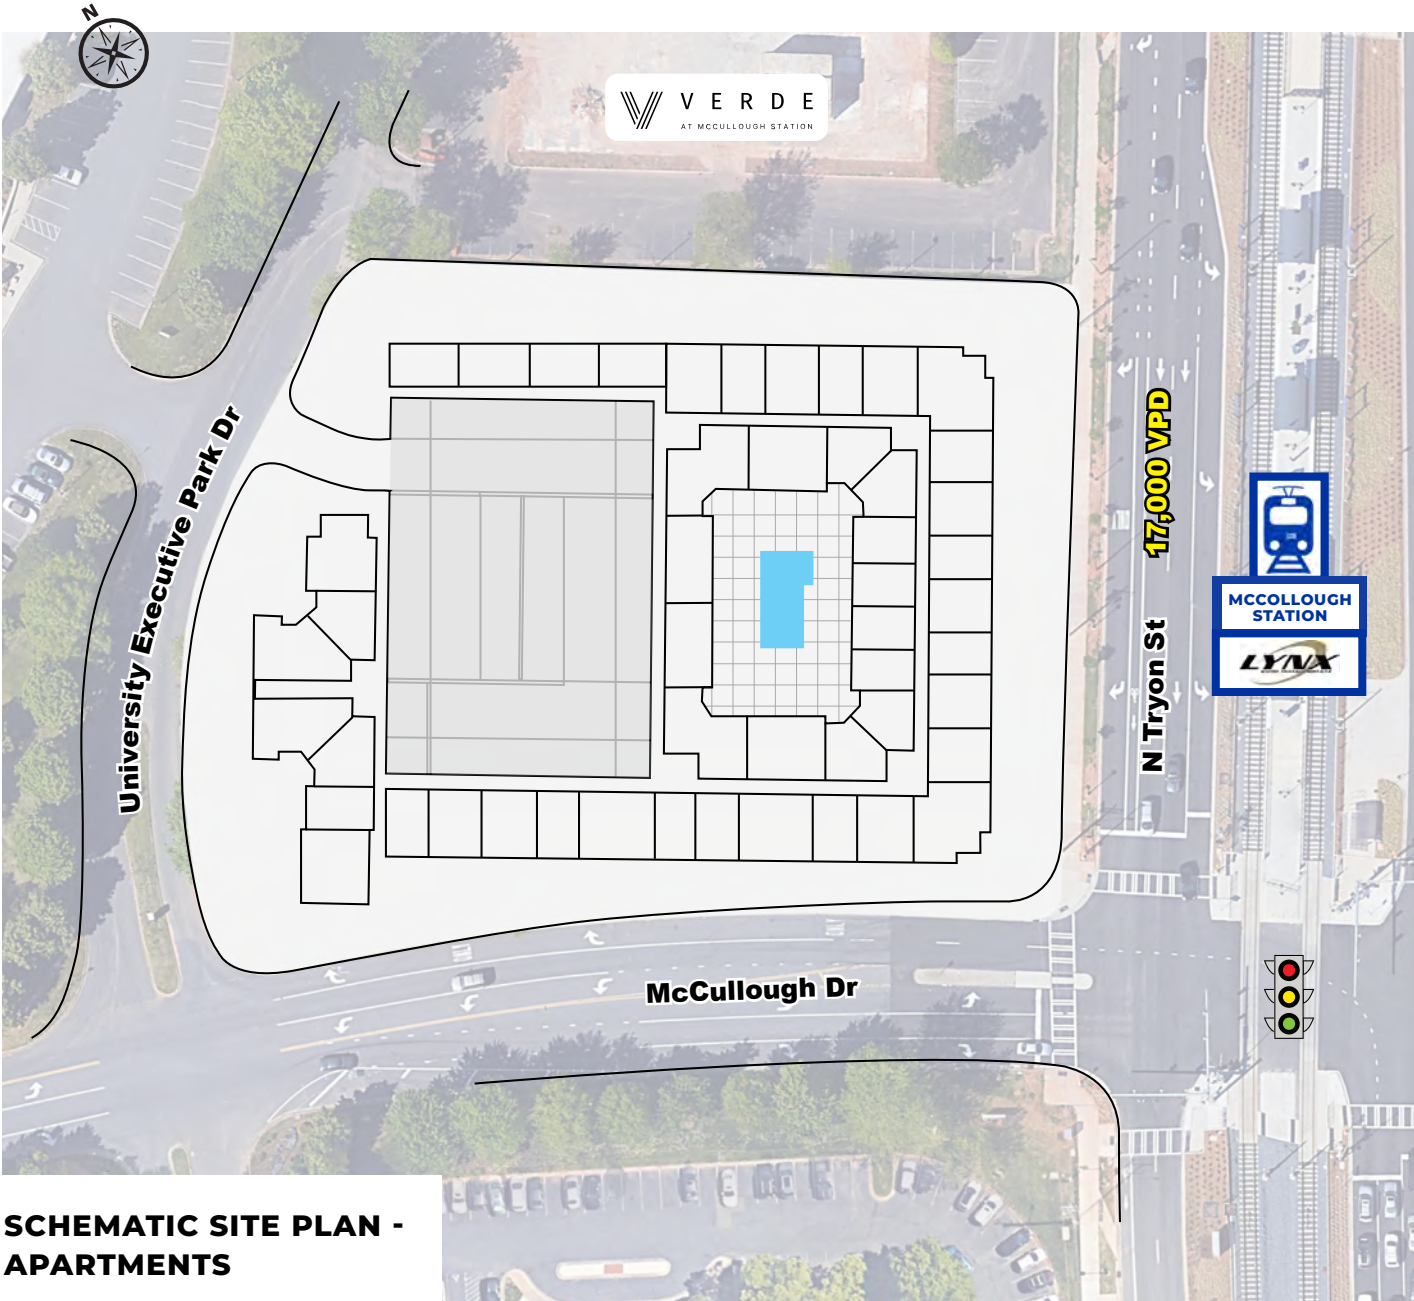 N
VERDE
AT MCCULLOUGH STATION
University Executive Park Dr
17,000 VPD
N Tryon St
MCCOLLOUGH
STATION
LYNX
McCullough Dr
SCHEMATIC SITE PLAN -
APARTMENTS